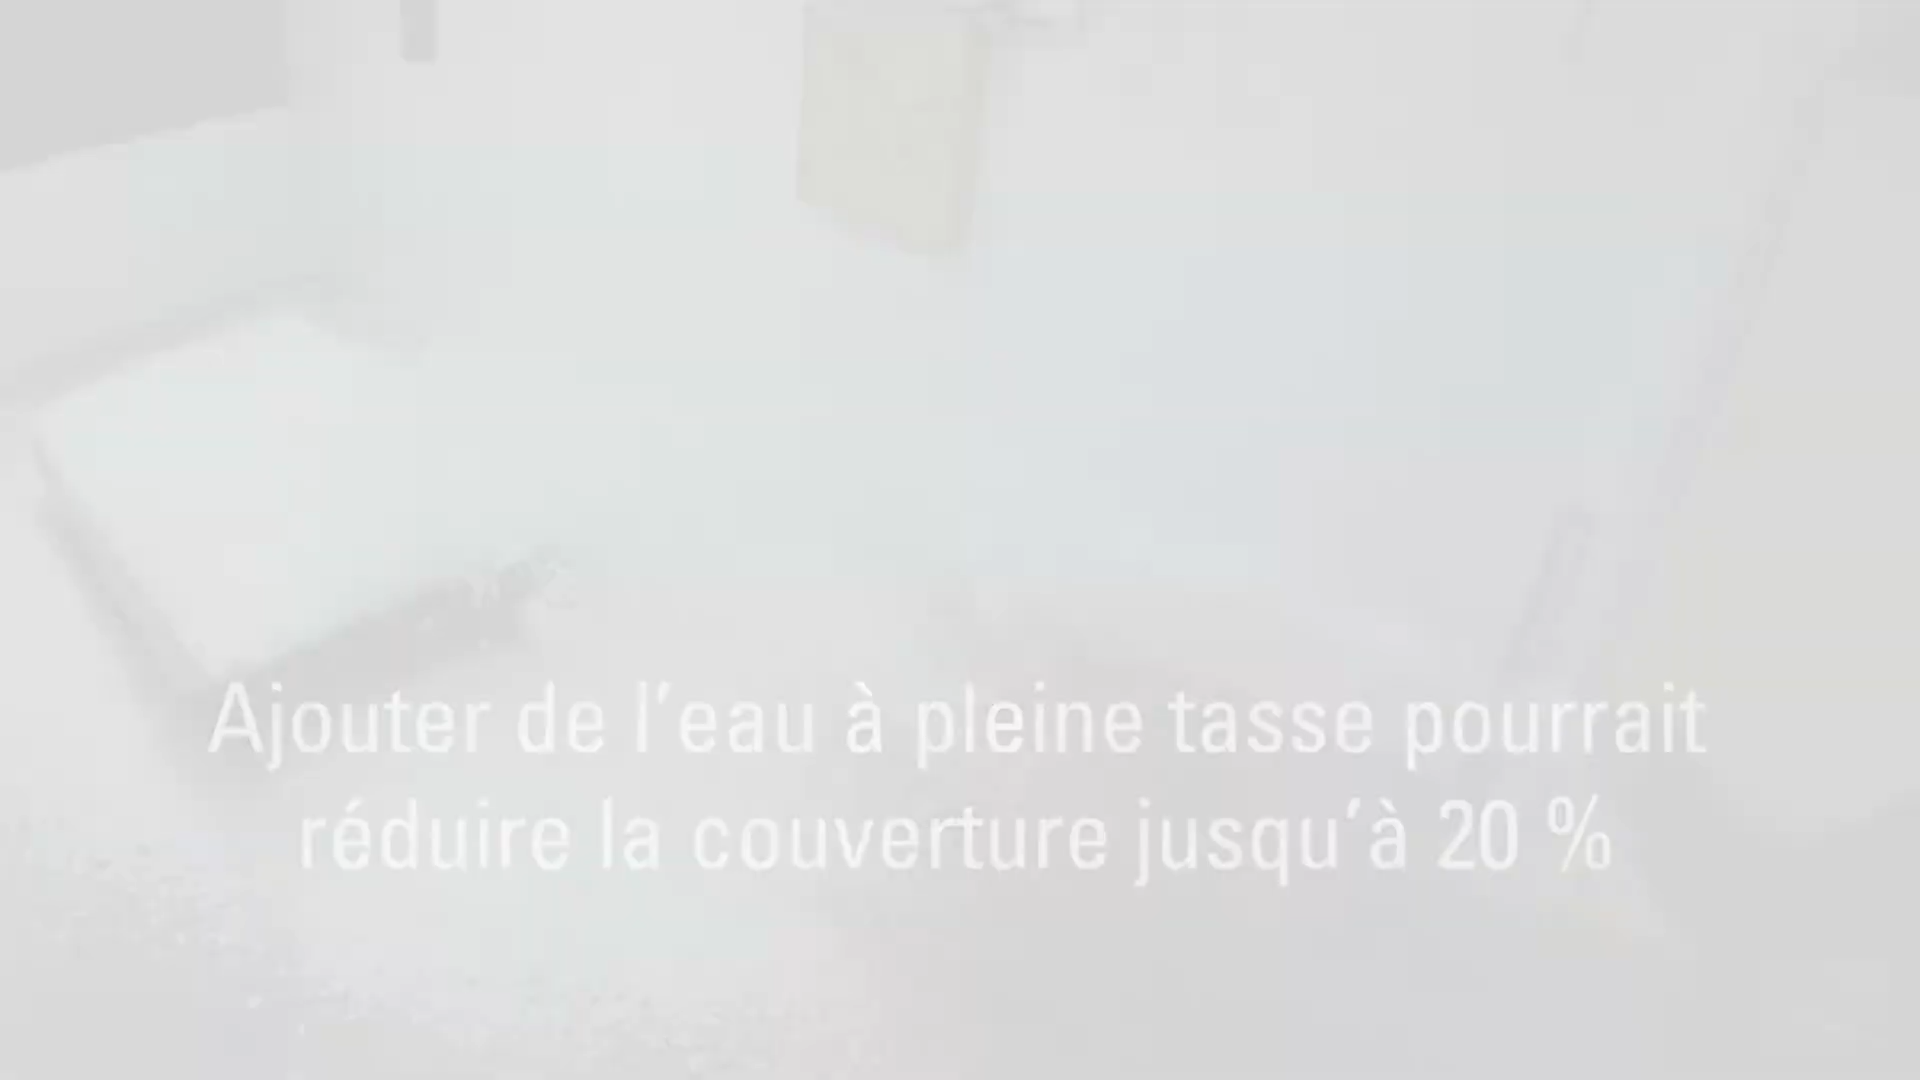 Ajouter de l’eau à pleine tasse pourrait
réduire la couverture jusqu’à 20 %